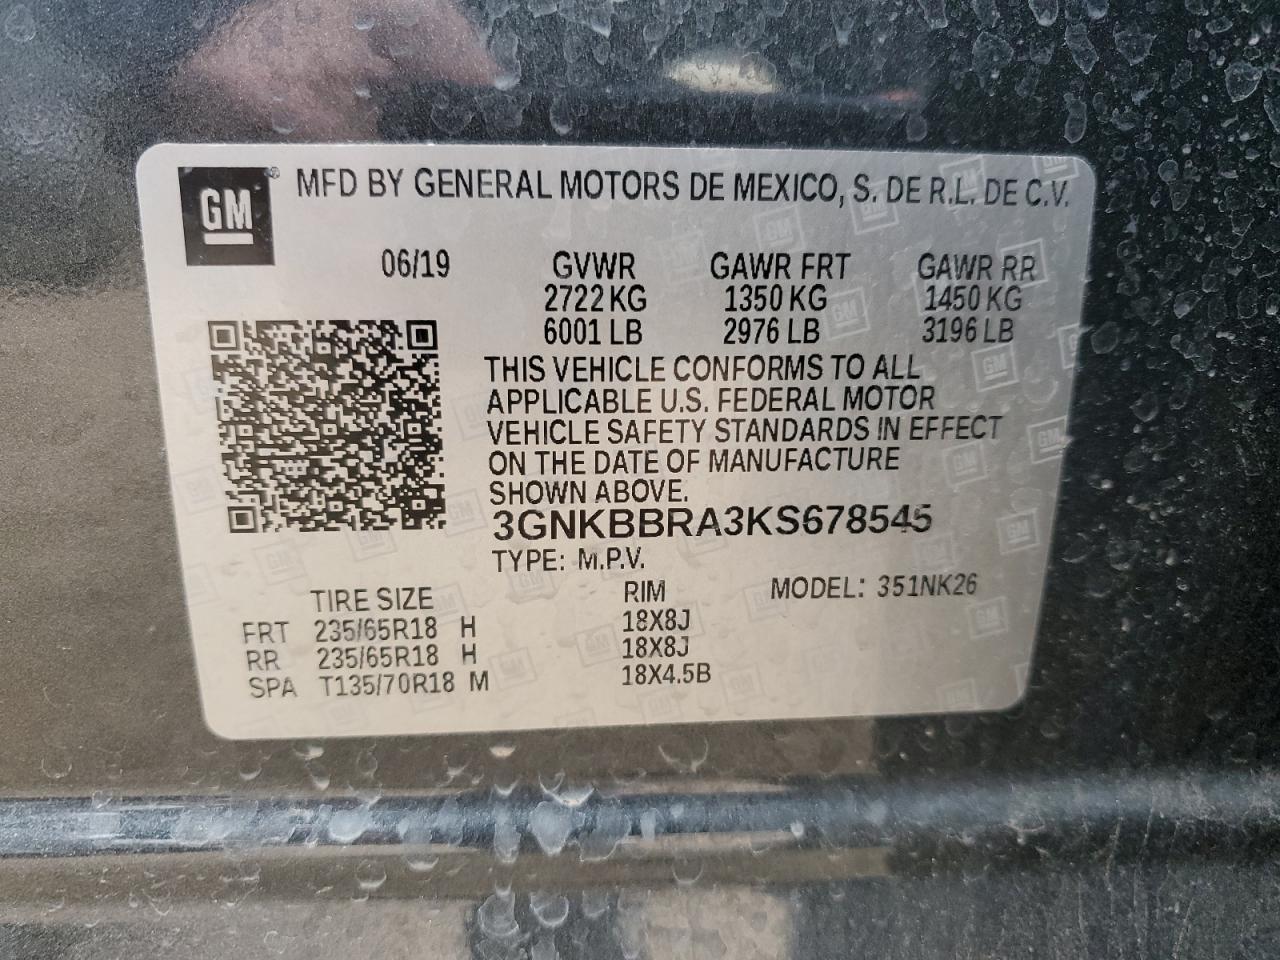 GM ® MFD BY GENERAL MOTORS DE MEXICO, S. DE R.L. DE C.V.
06/19 GVWR GAWR FRT GAWR RR
2722 KG 1350 KG 1450 KG
6001 LB 2976 LB 3196 LB
THIS VEHICLE CONFORMS TO ALL
APPLICABLE U.S. FEDERAL MOTOR
VEHICLE SAFETY STANDARDS IN EFFECT
ON THE DATE OF MANUFACTURE
SHOWN ABOVE.
3GNKBBRA3KS678545
TYPE: M.P.V.
TIRE SIZE RIM MODEL: 351NK26
FRT 235/65R18 H 18X8J
RR 235/65R18 H 18X8J
SPA T135/70R18 M 18X4.5B